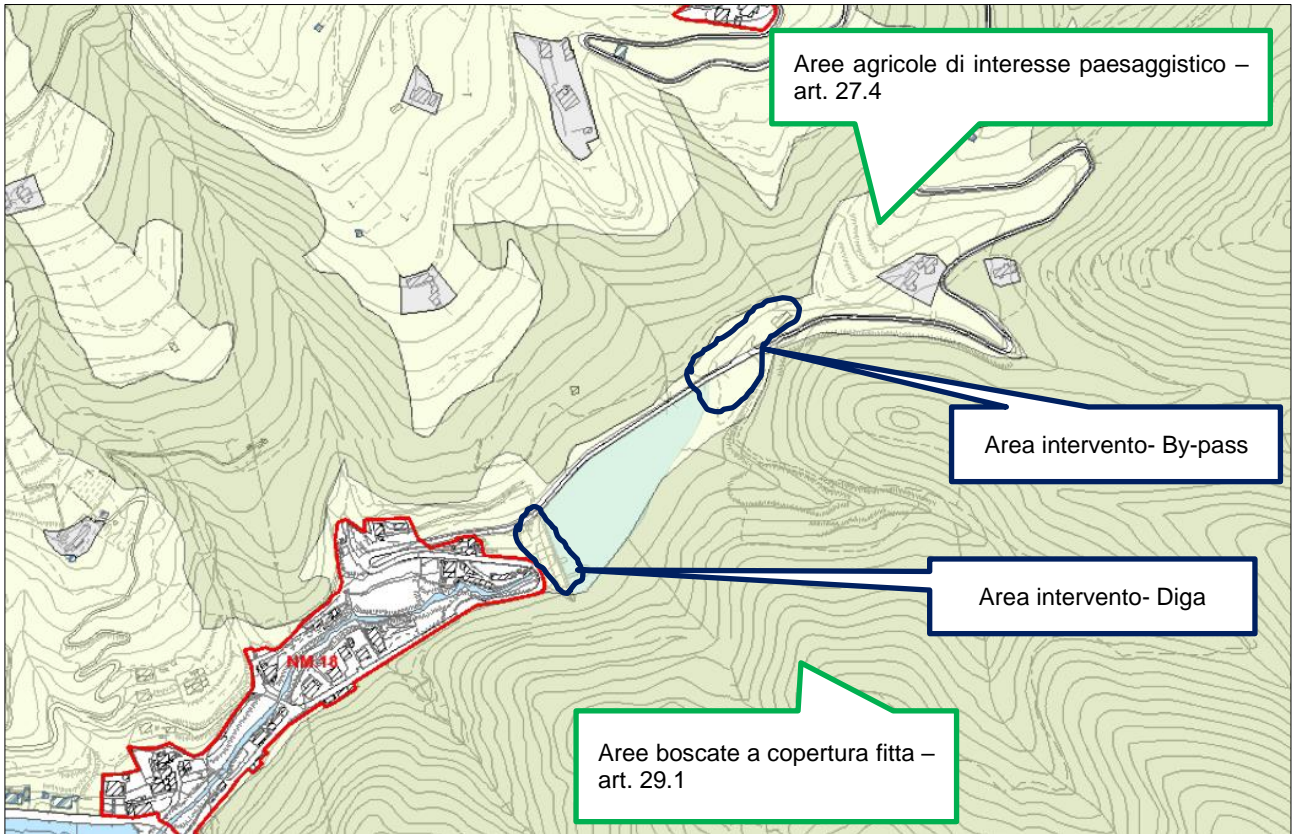 Aree agricole di interesse paesaggistico –
art. 27.4
Area intervento- By-pass
Area intervento- Diga
NM 18
Aree boscate a copertura fitta –
art. 29.1